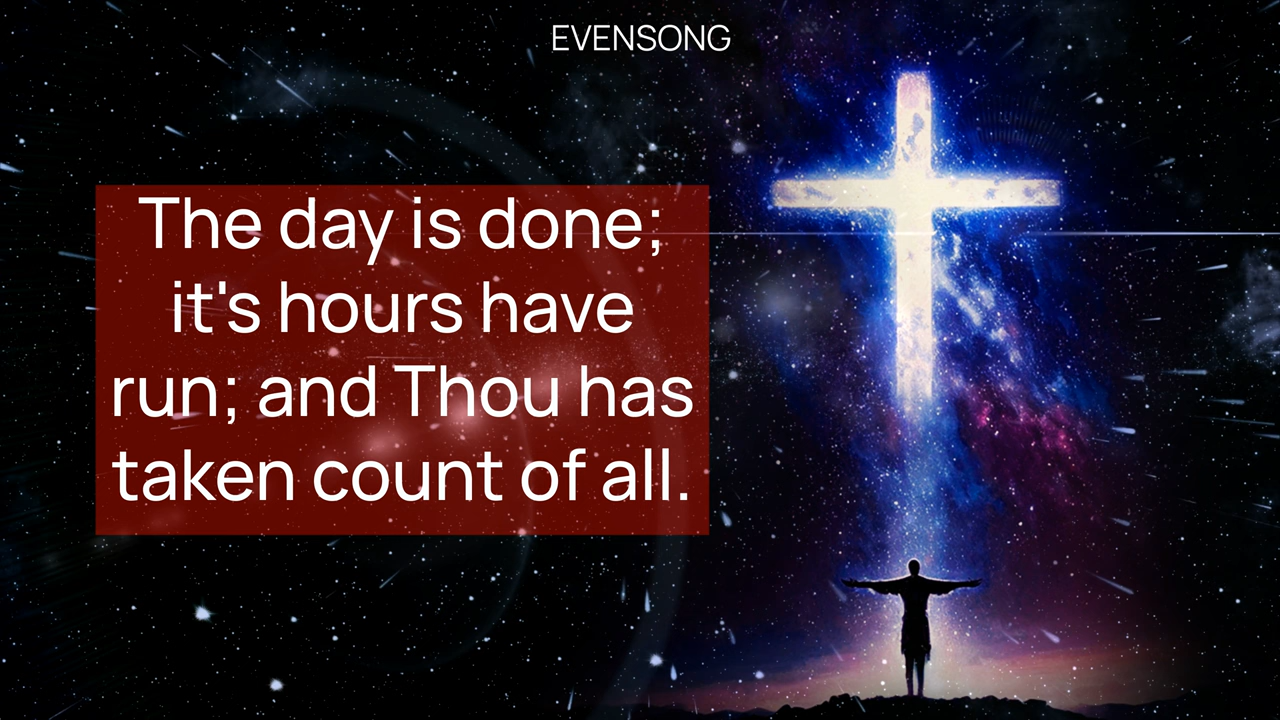 EVENSONG
The day is done;
it's hours have
run; and Thou has
taken count of all.